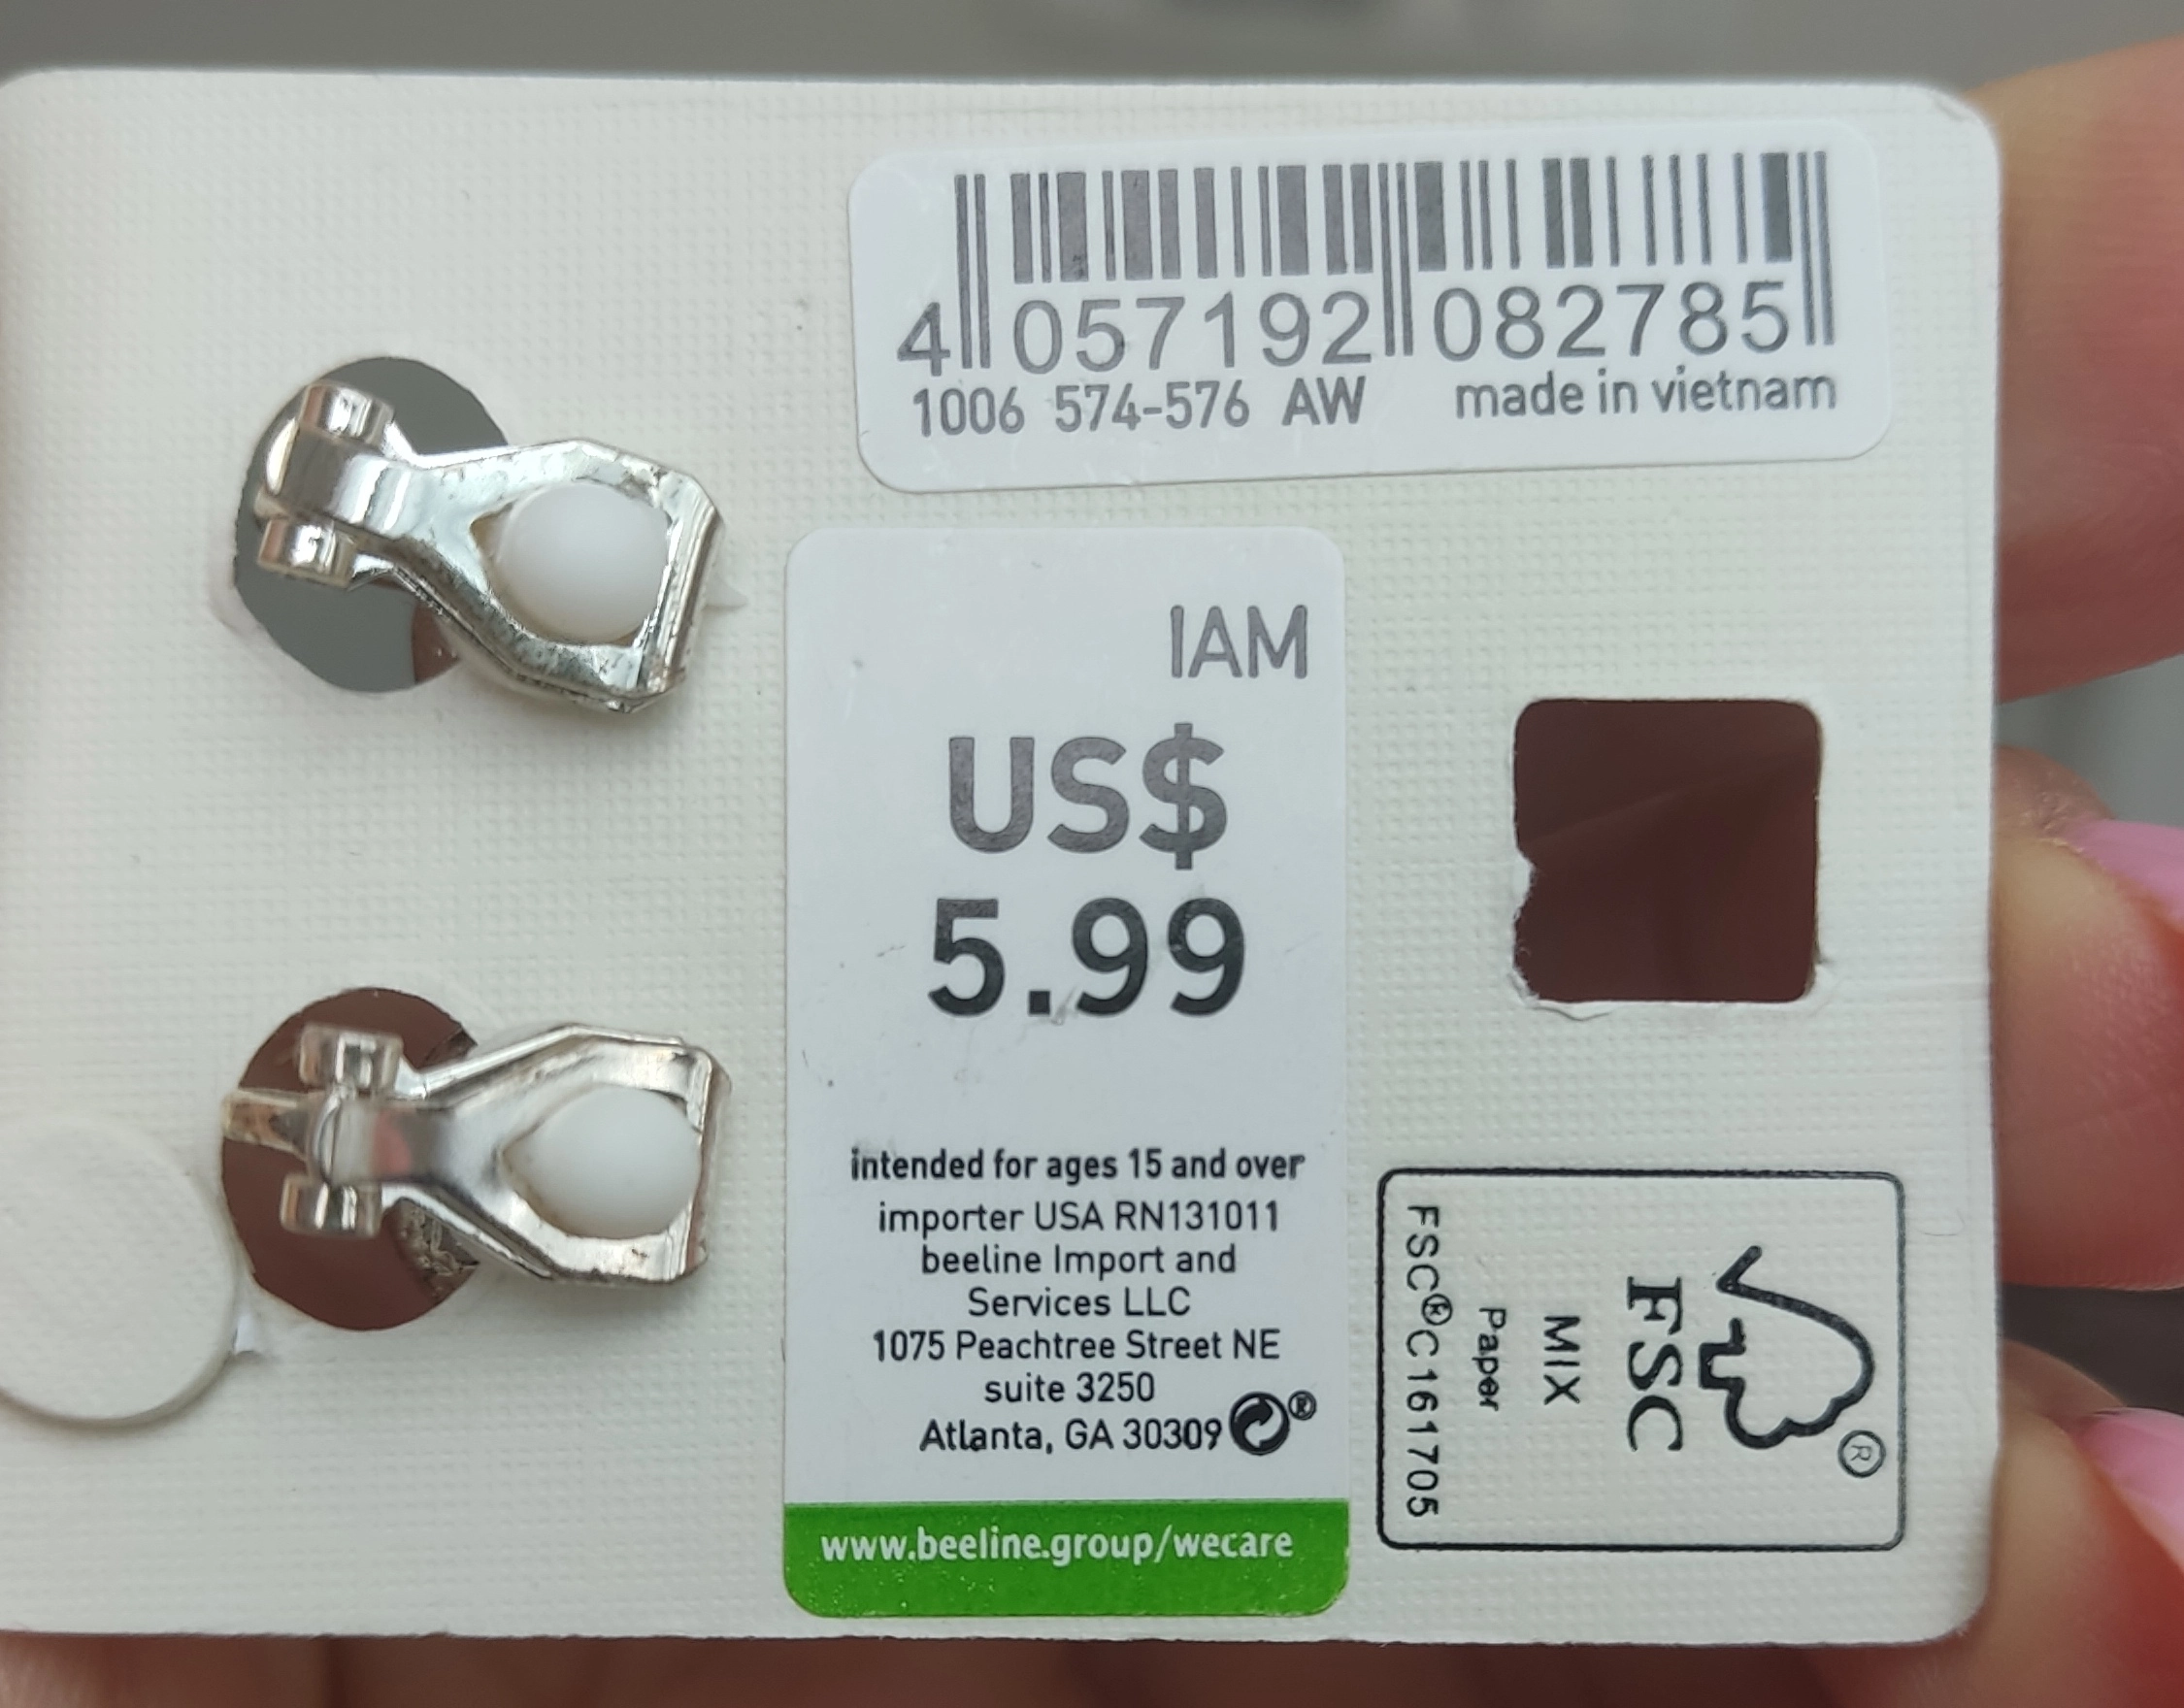 4 057192 082785
1006 574-576 AW made in vietnam
IAM
US$
5.99
intended for ages 15 and over
importer USA RN131011
beeline Import and
Services LLC
1075 Peachtree Street NE
suite 3250
Atlanta, GA 30309 ®
www.beeline.group/wecare
®
FSC
MIX
Paper
FSC® C161705